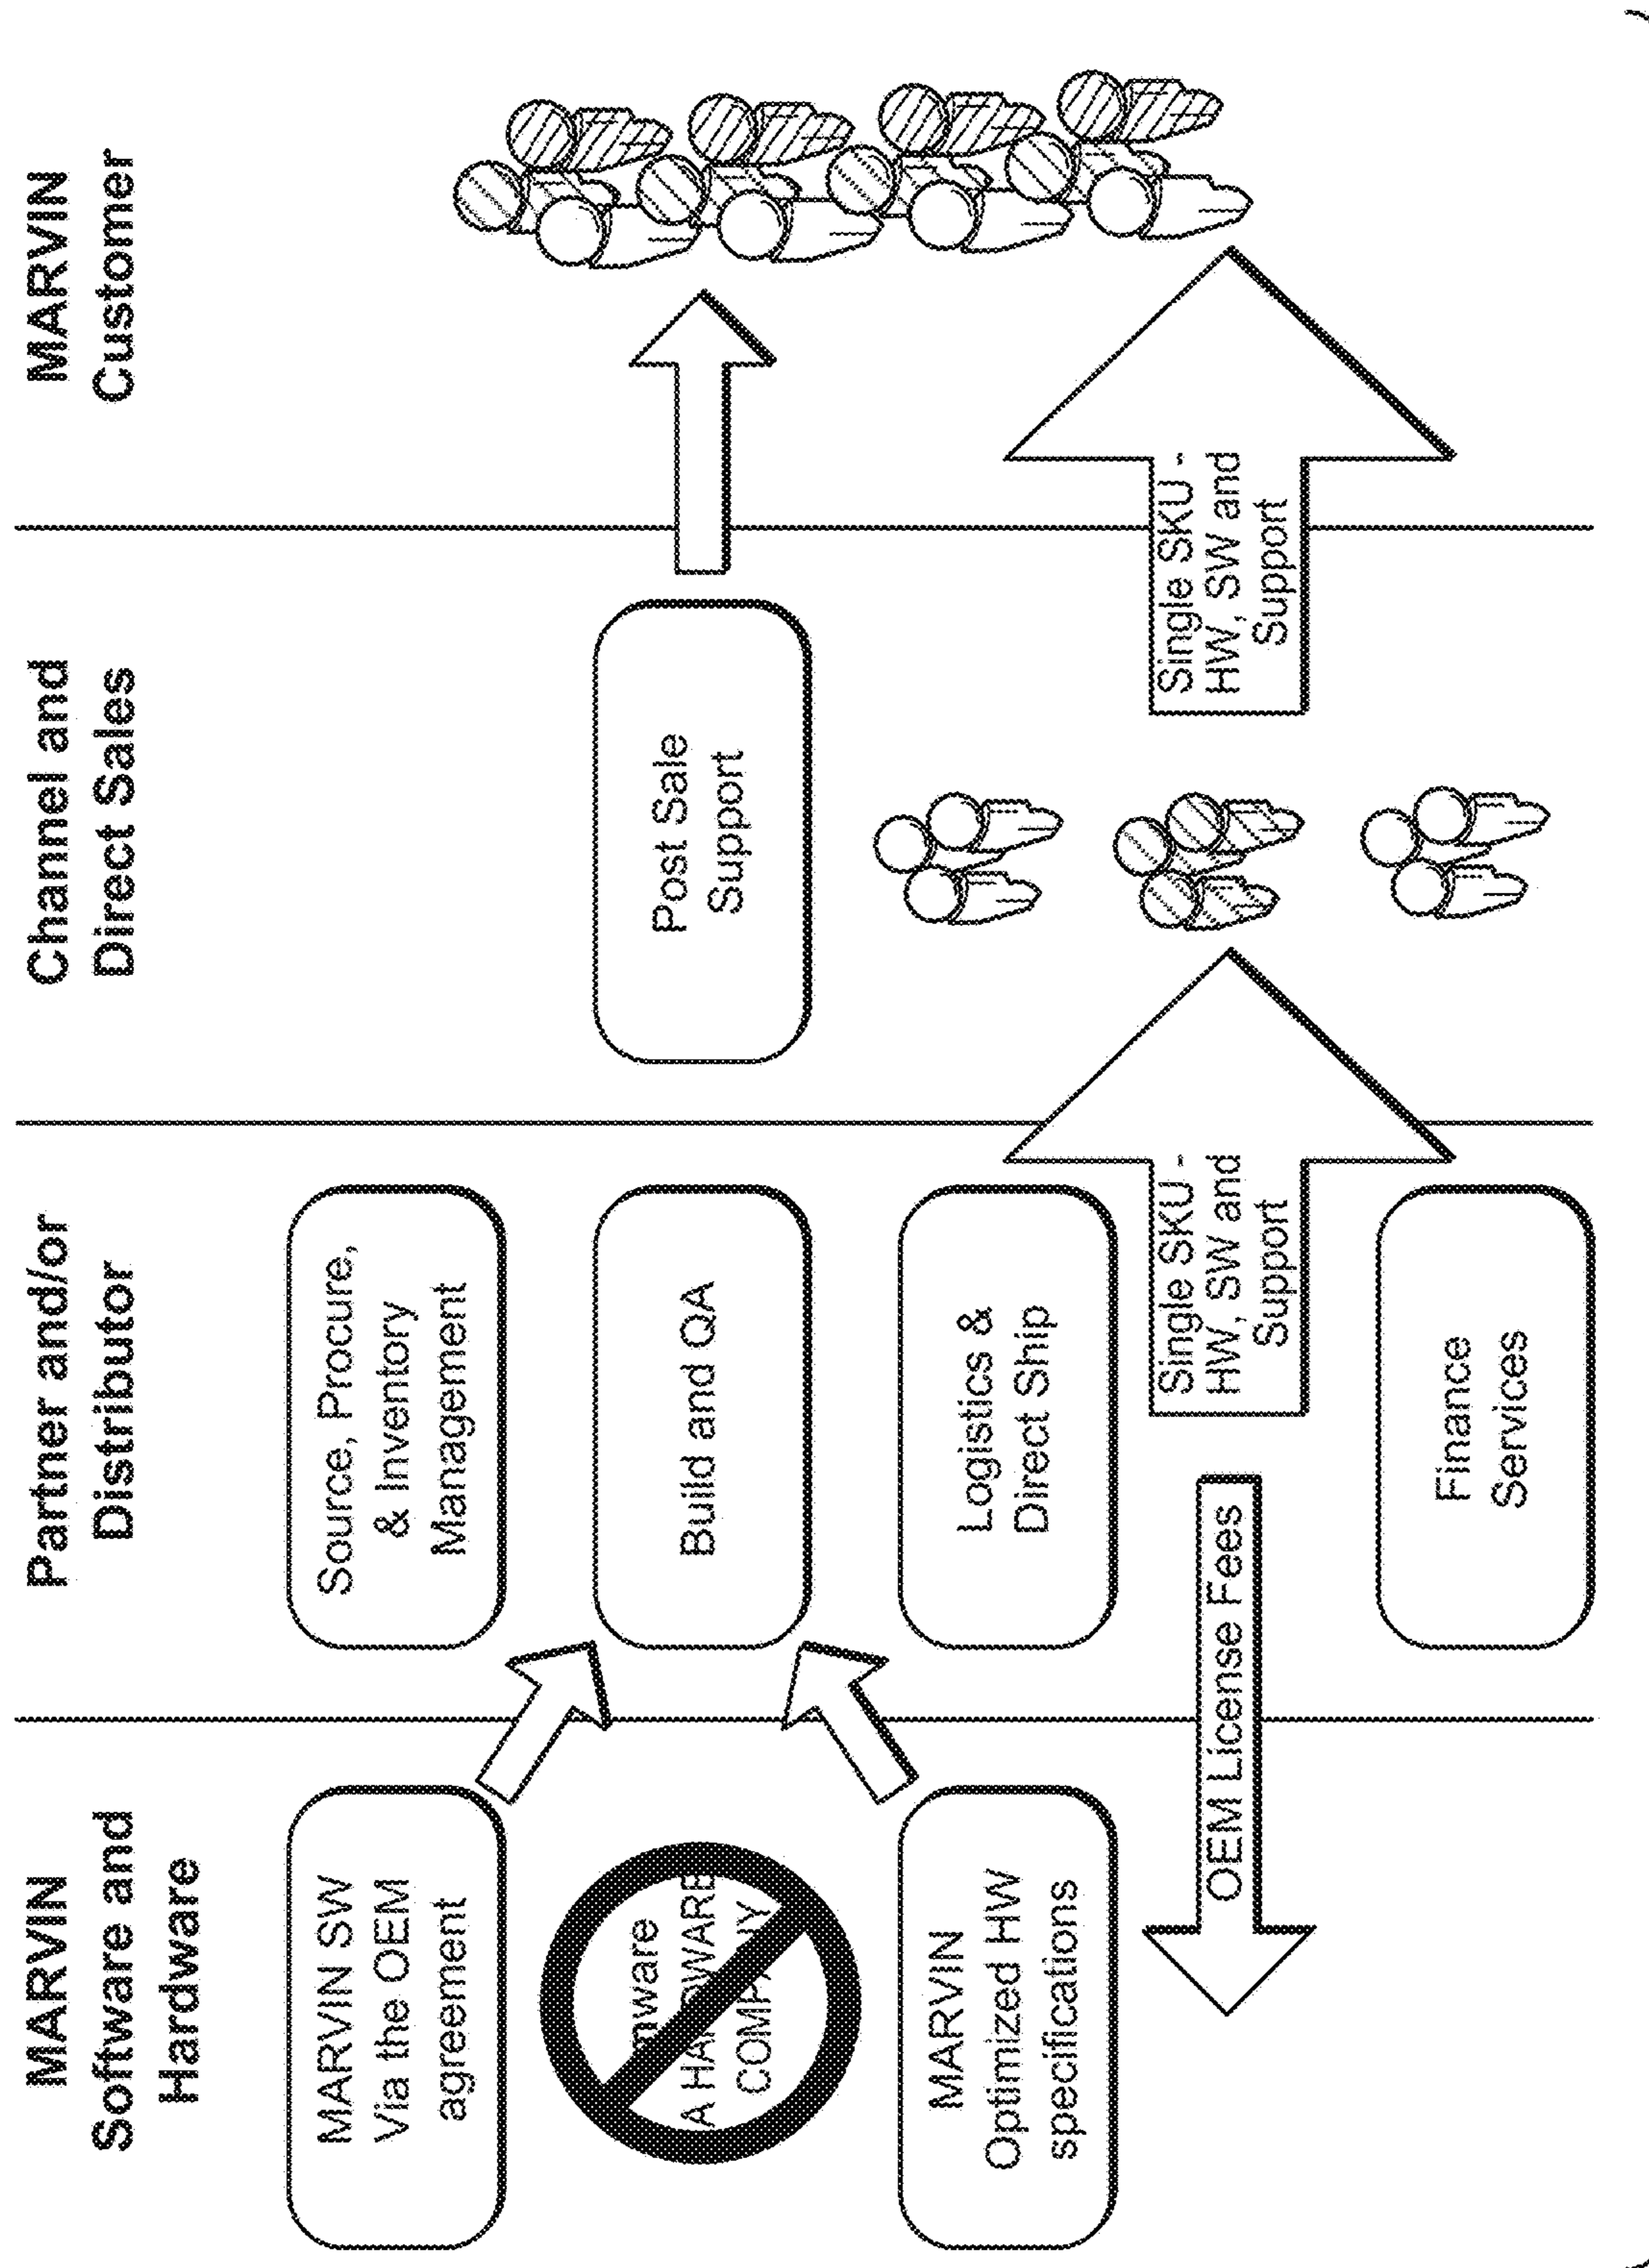 MARVIN
Software and
Hardware
Partner and/or
Distributor
Channel and
Direct Sales
MARVIN
Customer
MARVIN SW
Via the OEM
agreement
A
COMPANY
MARVIN
Optimized HW
specifications
OEM License Fees
Source, Procure,
& Inventory
Management
Build and QA
Logistics &
Direct Ship
Single SKU -
HW, SW and
Support
Finance
Services
Post Sale
Support
Single SKU -
HW, SW and
Support